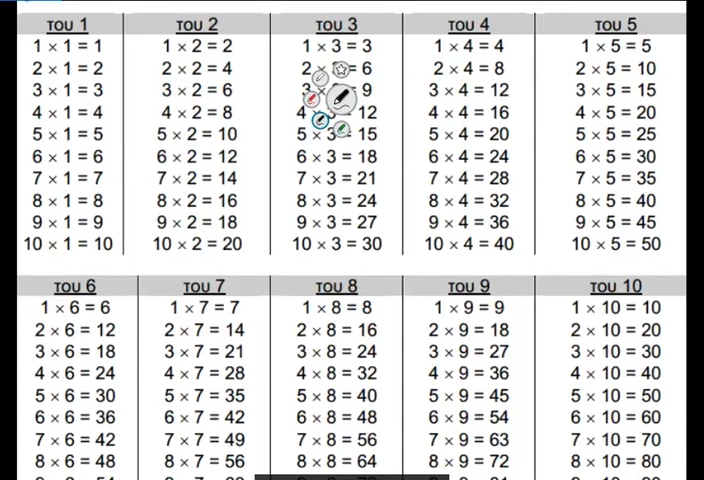 του 1
1 × 1 = 1
2 × 1 = 2
3 × 1 = 3
4 × 1 = 4
5 × 1 = 5
6 × 1 = 6
7 × 1 = 7
8 × 1 = 8
9 × 1 = 9
10 × 1 = 10
του 2
1 × 2 = 2
2 × 2 = 4
3 × 2 = 6
4 × 2 = 8
5 × 2 = 10
6 × 2 = 12
7 × 2 = 14
8 × 2 = 16
9 × 2 = 18
10 × 2 = 20
του 3
1 × 3 = 3
2 × = 6
3 × 9
4 12
5 × 3 = 15
6 × 3 = 18
7 × 3 = 21
8 × 3 = 24
9 × 3 = 27
10 × 3 = 30
του 4
1 × 4 = 4
2 × 4 = 8
3 × 4 = 12
4 × 4 = 16
5 × 4 = 20
6 × 4 = 24
7 × 4 = 28
8 × 4 = 32
9 × 4 = 36
10 × 4 = 40
του 5
1 × 5 = 5
2 × 5 = 10
3 × 5 = 15
4 × 5 = 20
5 × 5 = 25
6 × 5 = 30
7 × 5 = 35
8 × 5 = 40
9 × 5 = 45
10 × 5 = 50
του 6
1 × 6 = 6
2 × 6 = 12
3 × 6 = 18
4 × 6 = 24
5 × 6 = 30
6 × 6 = 36
7 × 6 = 42
8 × 6 = 48
του 7
1 × 7 = 7
2 × 7 = 14
3 × 7 = 21
4 × 7 = 28
5 × 7 = 35
6 × 7 = 42
7 × 7 = 49
8 × 7 = 56
του 8
1 × 8 = 8
2 × 8 = 16
3 × 8 = 24
4 × 8 = 32
5 × 8 = 40
6 × 8 = 48
7 × 8 = 56
8 × 8 = 64
του 9
1 × 9 = 9
2 × 9 = 18
3 × 9 = 27
4 × 9 = 36
5 × 9 = 45
6 × 9 = 54
7 × 9 = 63
8 × 9 = 72
του 10
1 × 10 = 10
2 × 10 = 20
3 × 10 = 30
4 × 10 = 40
5 × 10 = 50
6 × 10 = 60
7 × 10 = 70
8 × 10 = 80